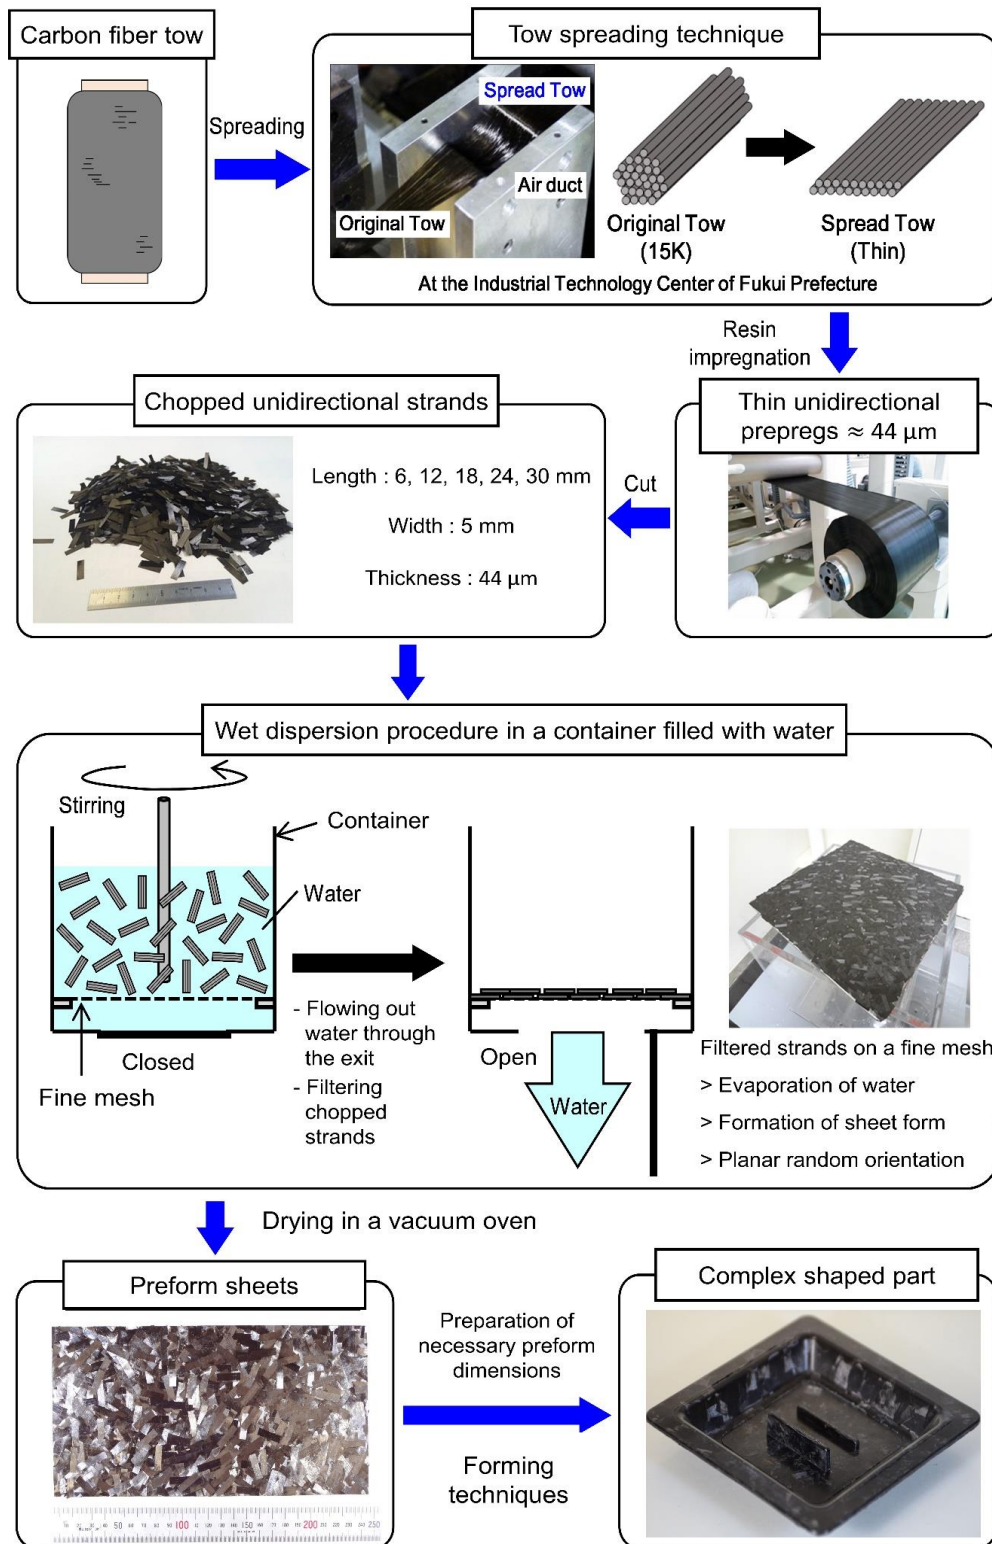 Carbon fiber tow
Tow spreading technique
Spreading
Spread Tow
Air duct
Original Tow
Original Tow
(15K)
Spread Tow
(Thin)
At the Industrial Technology Center of Fukui Prefecture
Resin
impregnation
Chopped unidirectional strands
Thin unidirectional
prepregs ≈ 44 μm
Length : 6, 12, 18, 24, 30 mm
Width : 5 mm
Thickness : 44 μm
Cut
Wet dispersion procedure in a container filled with water
Stirring
Container
Water
Closed
Fine mesh
- Flowing out
water through
the exit
- Filtering
chopped
strands
Open
Water
Filtered strands on a fine mesh
> Evaporation of water
> Formation of sheet form
> Planar random orientation
Drying in a vacuum oven
Preform sheets
50 100 150 200 250
Preparation of
necessary preform
dimensions
Forming
techniques
Complex shaped part